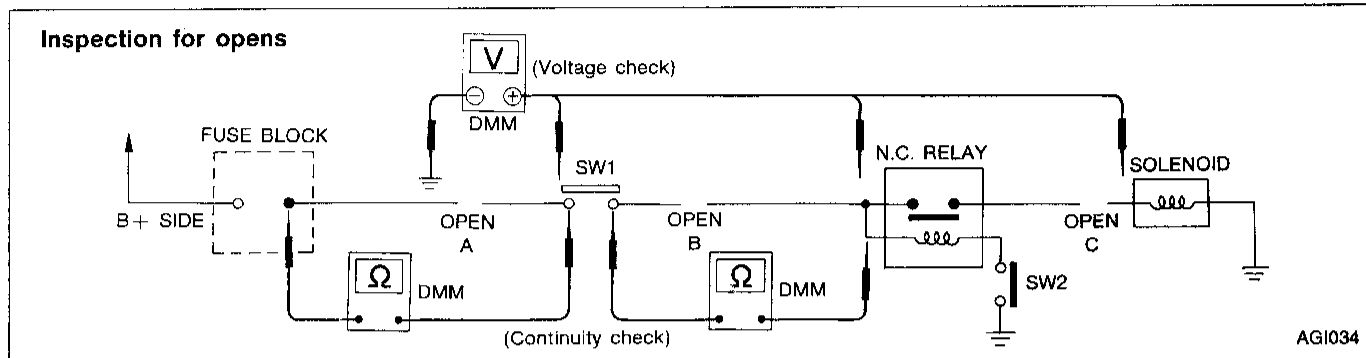 Inspection for opens
V
(Voltage check)
− +
DMM
FUSE BLOCK
SW1
N.C. RELAY
SOLENOID
B+ SIDE
OPEN
A
OPEN
B
OPEN
C
Ω
DMM
Ω
DMM
SW2
(Continuity check)
AGI034